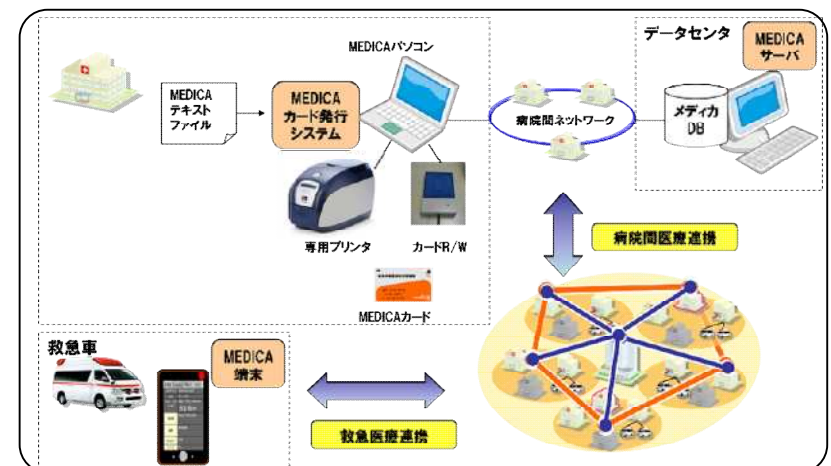 MEDICAパソコン
MEDICA
テキスト
ファイル
MEDICA
カード発行
システム
専用プリンタ
カードR/W
MEDICAカード
病院間ネットワーク
データセンタ
MEDICA
サーバ
メディカ
DB
病院間医療連携
救急車
MEDICA
端末
救急医療連携